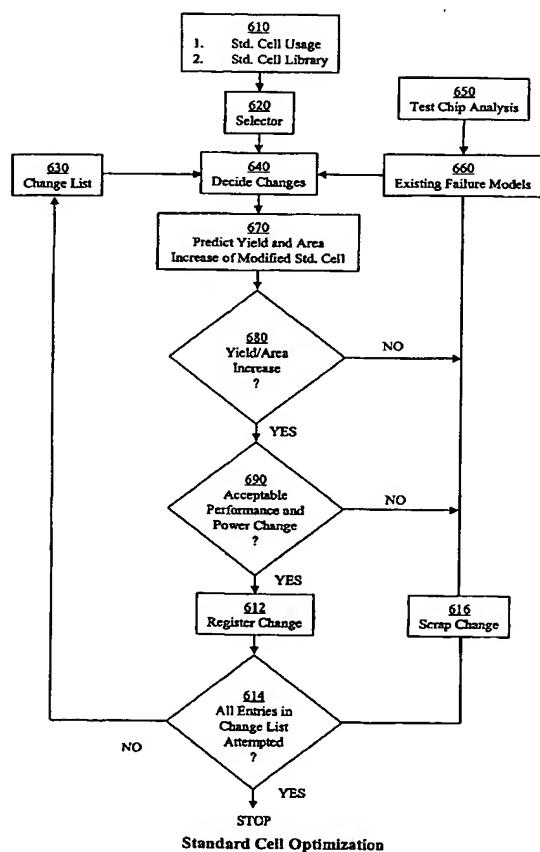 610
1. Std. Cell Usage
2. Std. Cell Library
650
Test Chip Analysis
620
Selector
630
Change List
640
Decide Changes
660
Existing Failure Models
670
Predict Yield and Area
Increase of Modified Std. Cell
680
Yield/Area
Increase
?
NO
YES
690
Acceptable
Performance and
Power Change
?
NO
YES
612
Register Change
616
Scrap Change
614
All Entries in
Change List
Attempted
?
NO
YES
STOP
Standard Cell Optimization